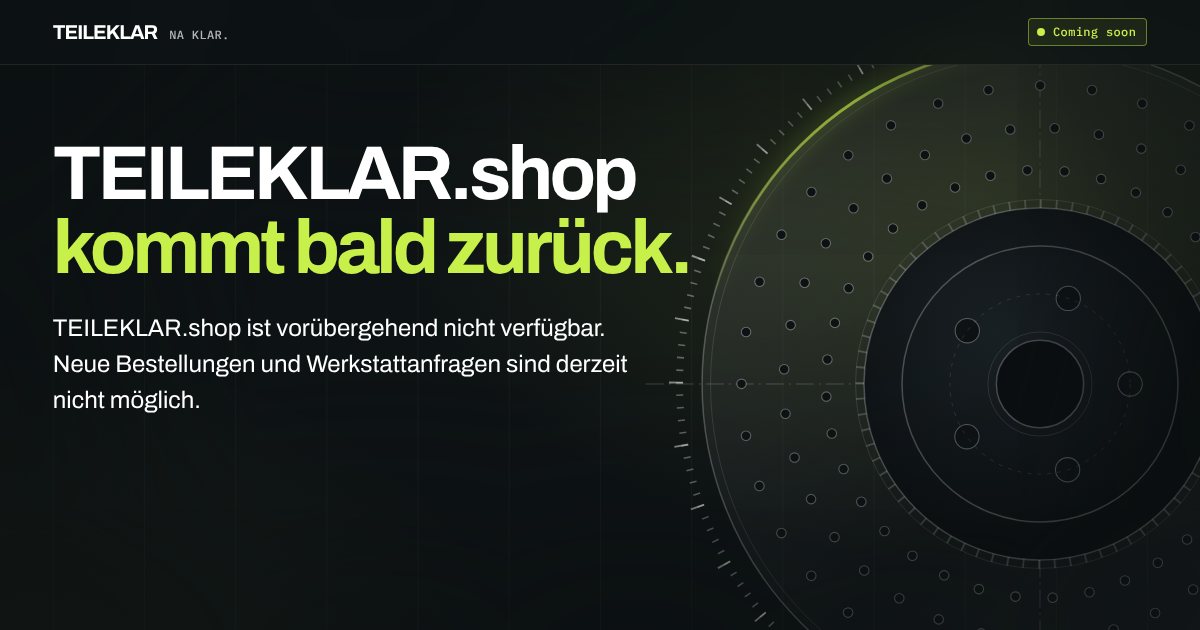 TEILEKLAR NA KLAR.
Coming soon
TEILEKLAR.shop
kommt bald zurück.
TEILEKLAR.shop ist vorübergehend nicht verfügbar.
Neue Bestellungen und Werkstattanfragen sind derzeit
nicht möglich.